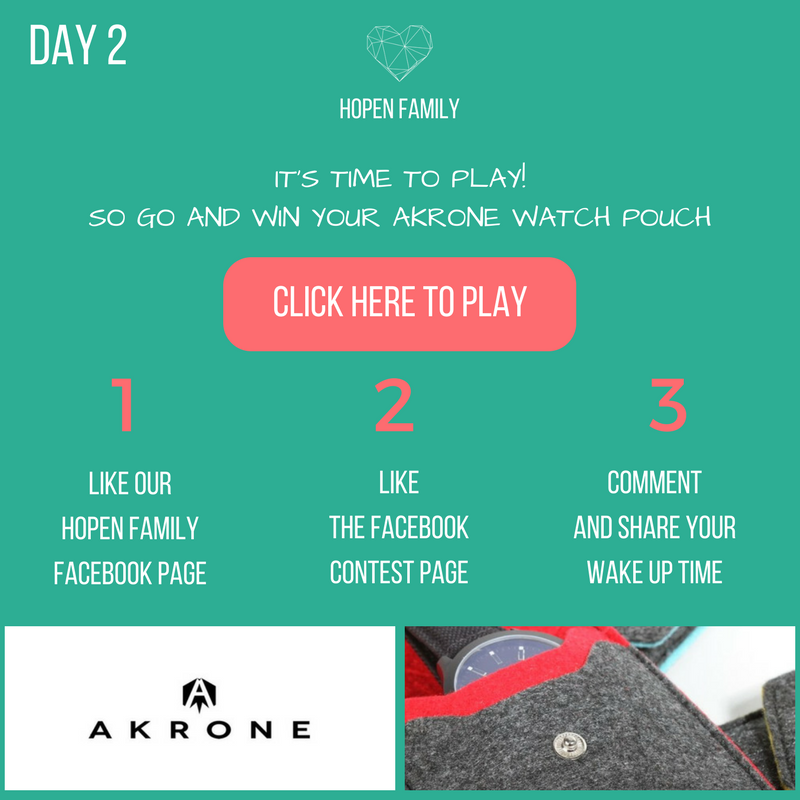 DAY 2
HOPEN FAMILY
IT'S TIME TO PLAY!
SO GO AND WIN YOUR AKRONE WATCH POUCH
CLICK HERE TO PLAY
1
LIKE OUR
HOPEN FAMILY
FACEBOOK PAGE
2
LIKE
THE FACEBOOK
CONTEST PAGE
3
COMMENT
AND SHARE YOUR
WAKE UP TIME
A
AKRONE